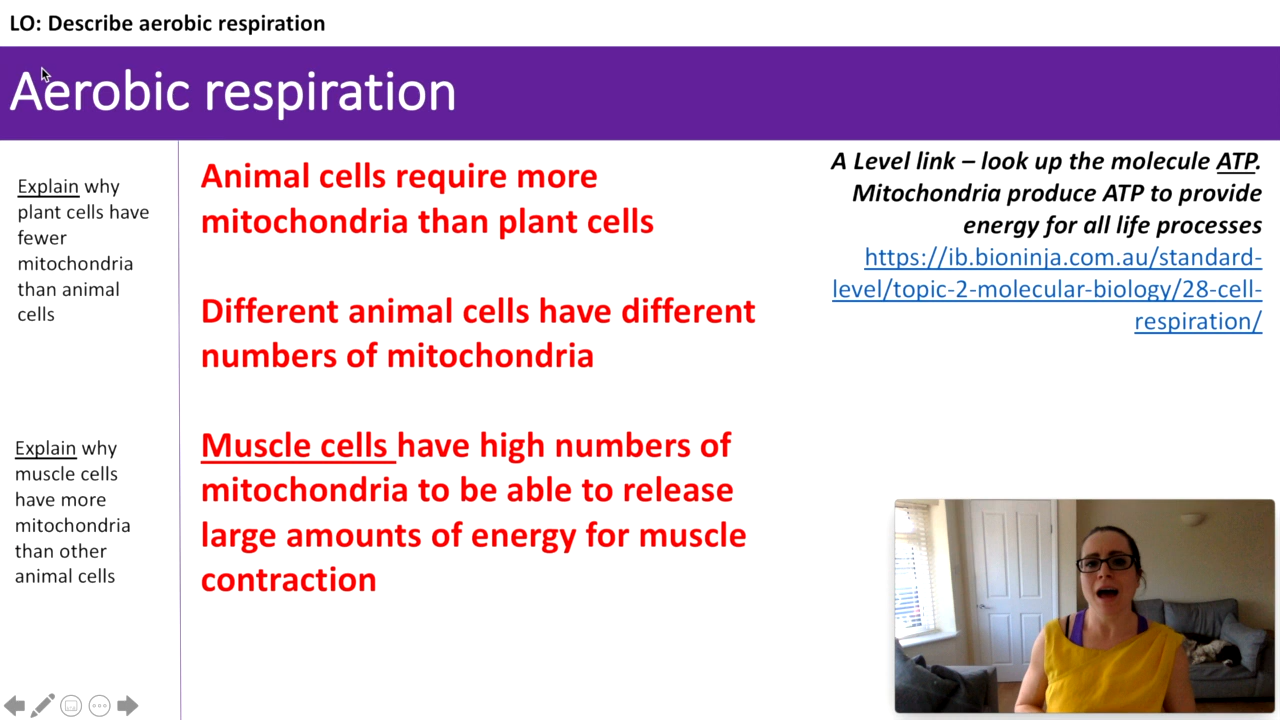 LO: Describe aerobic respiration
Aerobic respiration
Explain why
plant cells have
fewer
mitochondria
than animal
cells
Explain why
muscle cells
have more
mitochondria
than other
animal cells
Animal cells require more
mitochondria than plant cells
Different animal cells have different
numbers of mitochondria
Muscle cells have high numbers of
mitochondria to be able to release
large amounts of energy for muscle
contraction
A Level link – look up the molecule ATP.
Mitochondria produce ATP to provide
energy for all life processes
https://ib.bioninja.com.au/standard-
level/topic-2-molecular-biology/28-cell-
respiration/